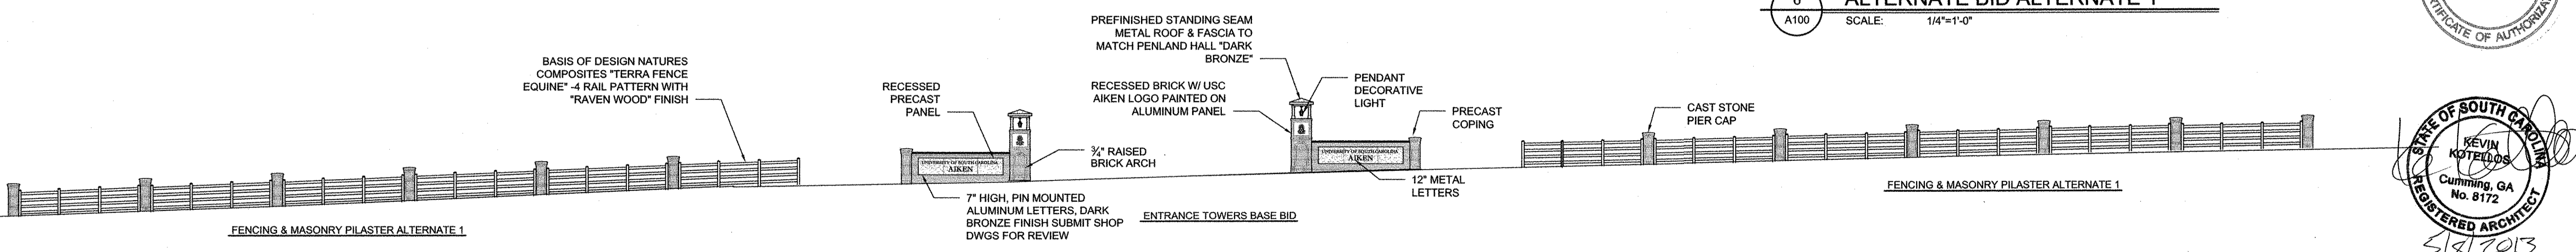 6
ALTERNATE BID ALTERNATE 1
A100
SCALE: 1/4"=1'-0"
CERTIFICATE OF AUTHORIZAT
PREFINISHED STANDING SEAM
METAL ROOF & FASCIA TO
MATCH PENLAND HALL "DARK
BRONZE"
BASIS OF DESIGN NATURES
COMPOSITES "TERRA FENCE
EQUINE" -4 RAIL PATTERN WITH
"RAVEN WOOD" FINISH
RECESSED
PRECAST
PANEL
RECESSED BRICK W/ USC
AIKEN LOGO PAINTED ON
ALUMINUM PANEL
PENDANT
DECORATIVE
LIGHT
PRECAST
COPING
CAST STONE
PIER CAP
¾" RAISED
BRICK ARCH
UNIVERSITY OF SOUTH CAROLINA
AIKEN
UNIVERSITY OF SOUTH CAROLINA
AIKEN
7" HIGH, PIN MOUNTED
ALUMINUM LETTERS, DARK
BRONZE FINISH SUBMIT SHOP
DWGS FOR REVIEW
12" METAL
LETTERS
FENCING & MASONRY PILASTER ALTERNATE 1
ENTRANCE TOWERS BASE BID
FENCING & MASONRY PILASTER ALTERNATE 1
STATE OF SOUTH CAROLINA
KEVIN
KOTELLOS
Cumming, GA
No. 8172
REGISTERED ARCHITECT
5/8/2013